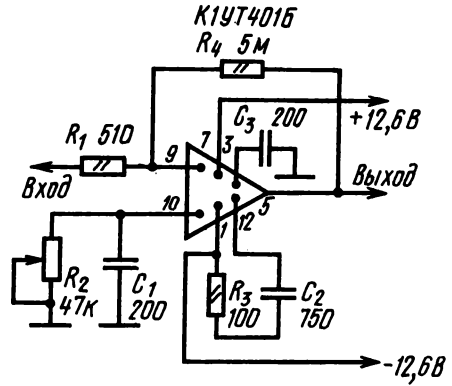 К1УТ401Б
R4 5м
R1 510
7
3
C3 200
+12,6В
9
Вход
Выход
10
5
1
12
R2
47к
C1
200
R3
100
C2
750
-12,6В